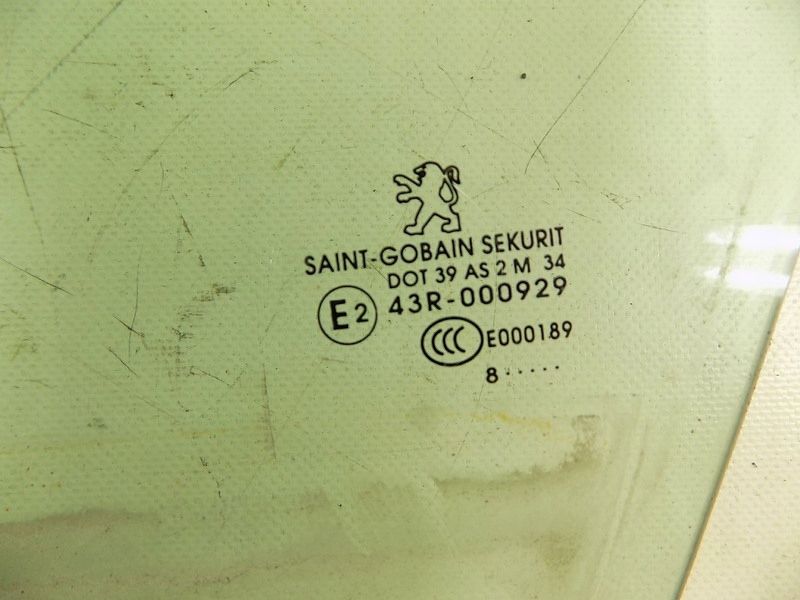 SAINT-GOBAIN SEKURIT
DOT 39 AS 2 M 34
E2 43R-000929
CCC E000189
8·····